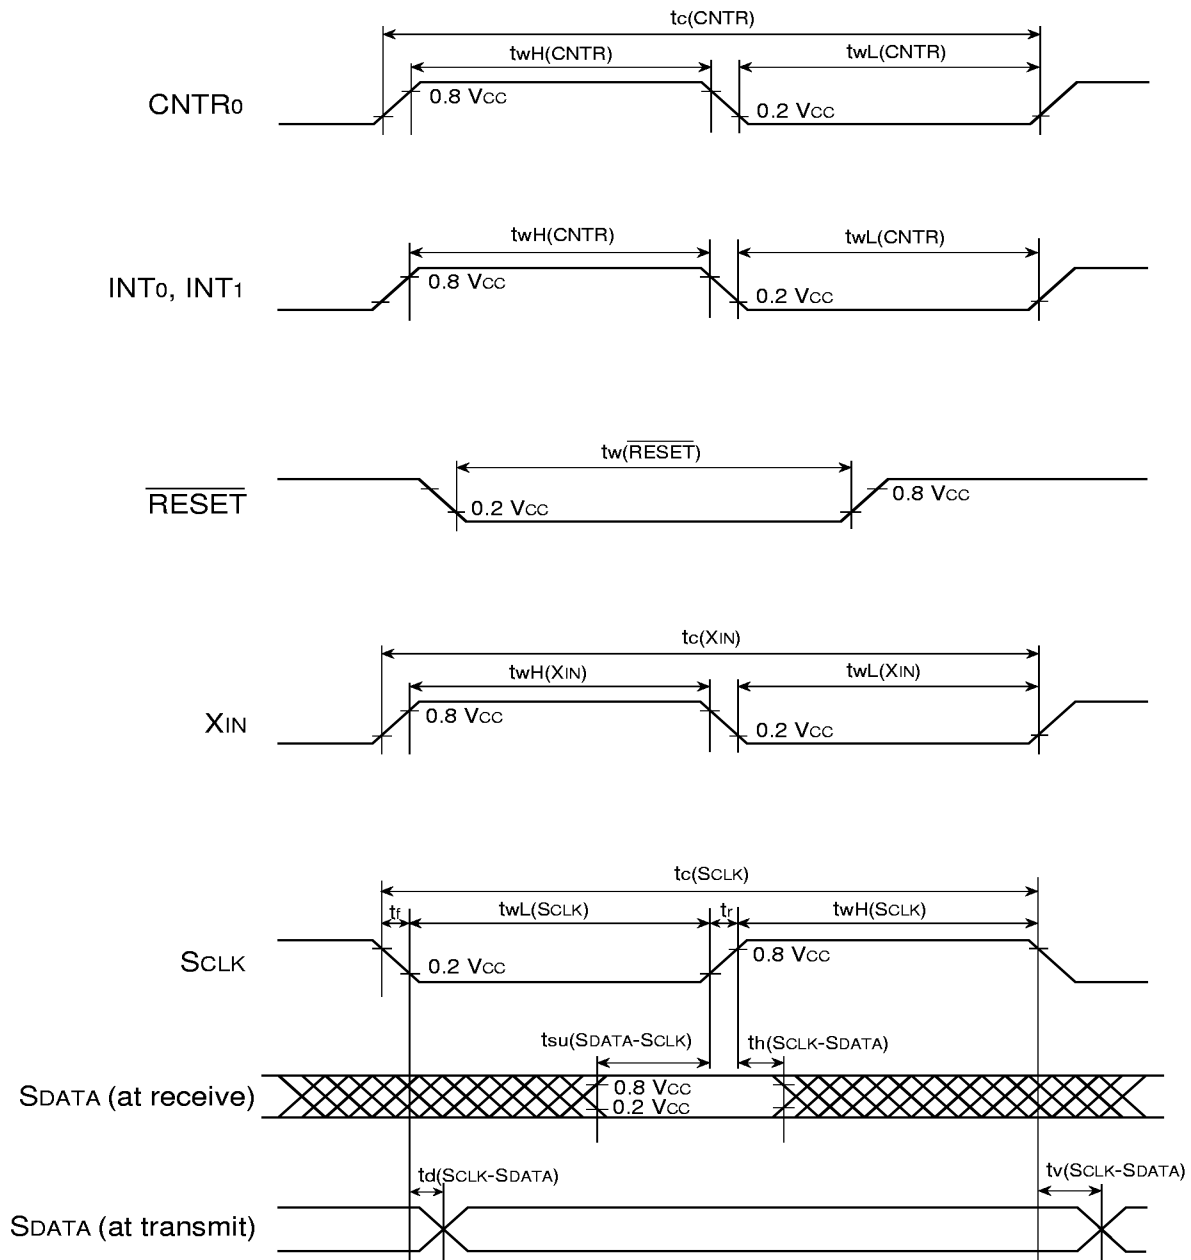 tc(CNTR)
twH(CNTR) twL(CNTR)
CNTR0 0.8 VCC 0.2 VCC
twH(CNTR) twL(CNTR)
INT0, INT1 0.8 VCC 0.2 VCC
tw(RESET)
RESET 0.2 VCC 0.8 VCC
tc(XIN)
twH(XIN) twL(XIN)
XIN 0.8 VCC 0.2 VCC
tc(SCLK)
tf twL(SCLK) tr twH(SCLK)
SCLK 0.2 VCC 0.8 VCC
tsu(SDATA-SCLK) th(SCLK-SDATA)
SDATA (at receive) 0.8 VCC
0.2 VCC
td(SCLK-SDATA) tv(SCLK-SDATA)
SDATA (at transmit)